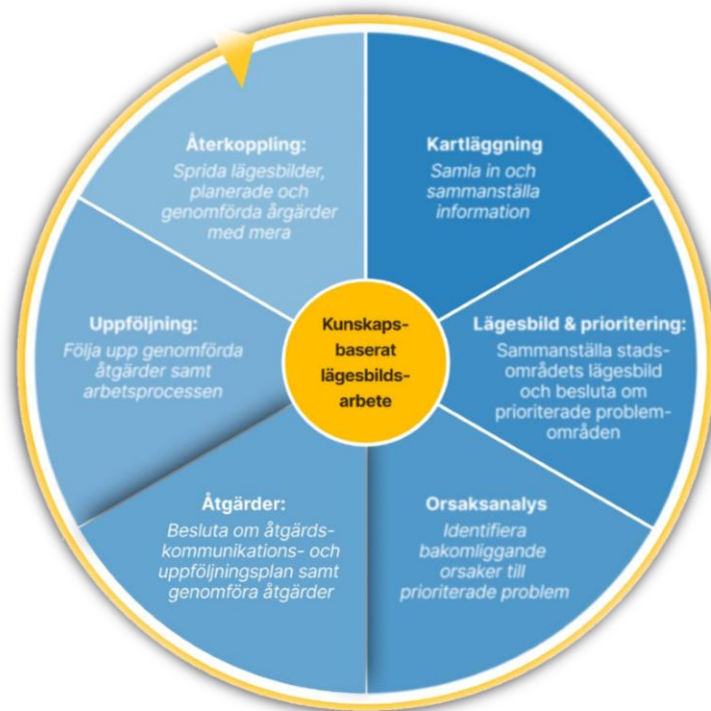 Återkoppling:
Sprida lägesbilder,
planerade och
genomförda årgärder
med mera
Kartläggning
Samla in och
sammanställa
information
Lägesbild & prioritering:
Sammanställa stads-
områdets lägesbild
och besluta om
prioriterade problem-
områden
Orsaksanalys
Identifiera
bakomliggande
orsaker till
prioriterade problem
Åtgärder:
Besluta om åtgärds-
kommunikations- och
uppföljningsplan samt
genomföra åtgärder
Uppföljning:
Följa upp genomförda
åtgärder samt
arbetsprocessen
Kunskaps-
baserat
lägesbilds-
arbete